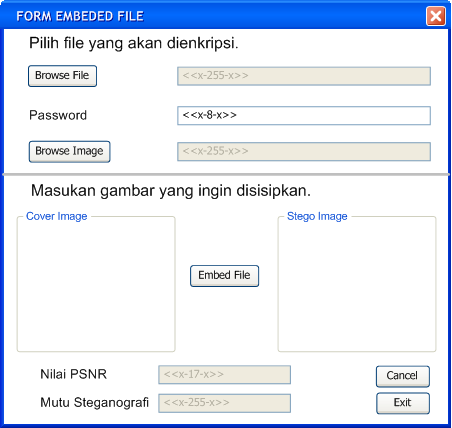 FORM EMBEDED FILE
Pilih file yang akan dienkripsi.
Browse File <<x-255-x>>
Password <<x-8-x>>
Browse Image <<x-255-x>>
Masukan gambar yang ingin disisipkan.
Cover Image Stego Image
Embed File
Nilai PSNR <<x-17-x>> Cancel
Mutu Steganografi <<x-255-x>> Exit